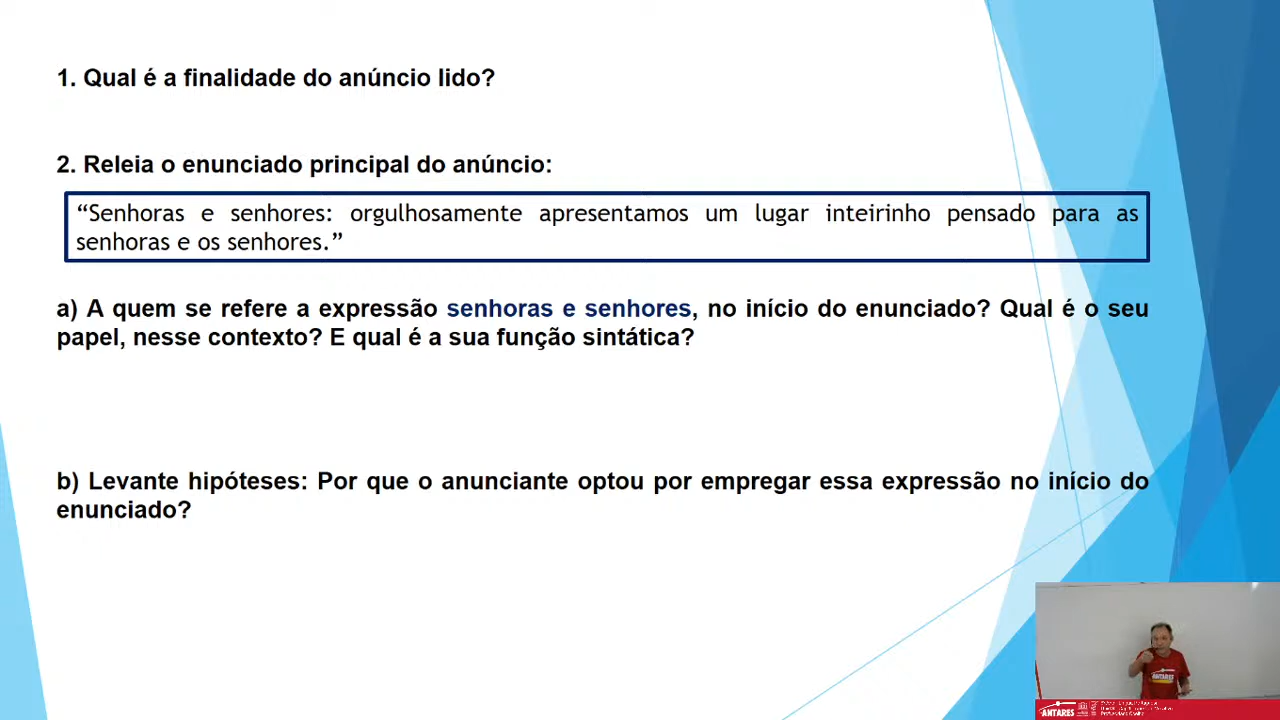 1. Qual é a finalidade do anúncio lido?
2. Releia o enunciado principal do anúncio:
“Senhoras e senhores: orgulhosamente apresentamos um lugar inteirinho pensado para as
senhoras e os senhores.”
a) A quem se refere a expressão senhoras e senhores, no início do enunciado? Qual é o seu
papel, nesse contexto? E qual é a sua função sintática?
b) Levante hipóteses: Por que o anunciante optou por empregar essa expressão no início do
enunciado?
ANTARES
ANTARES